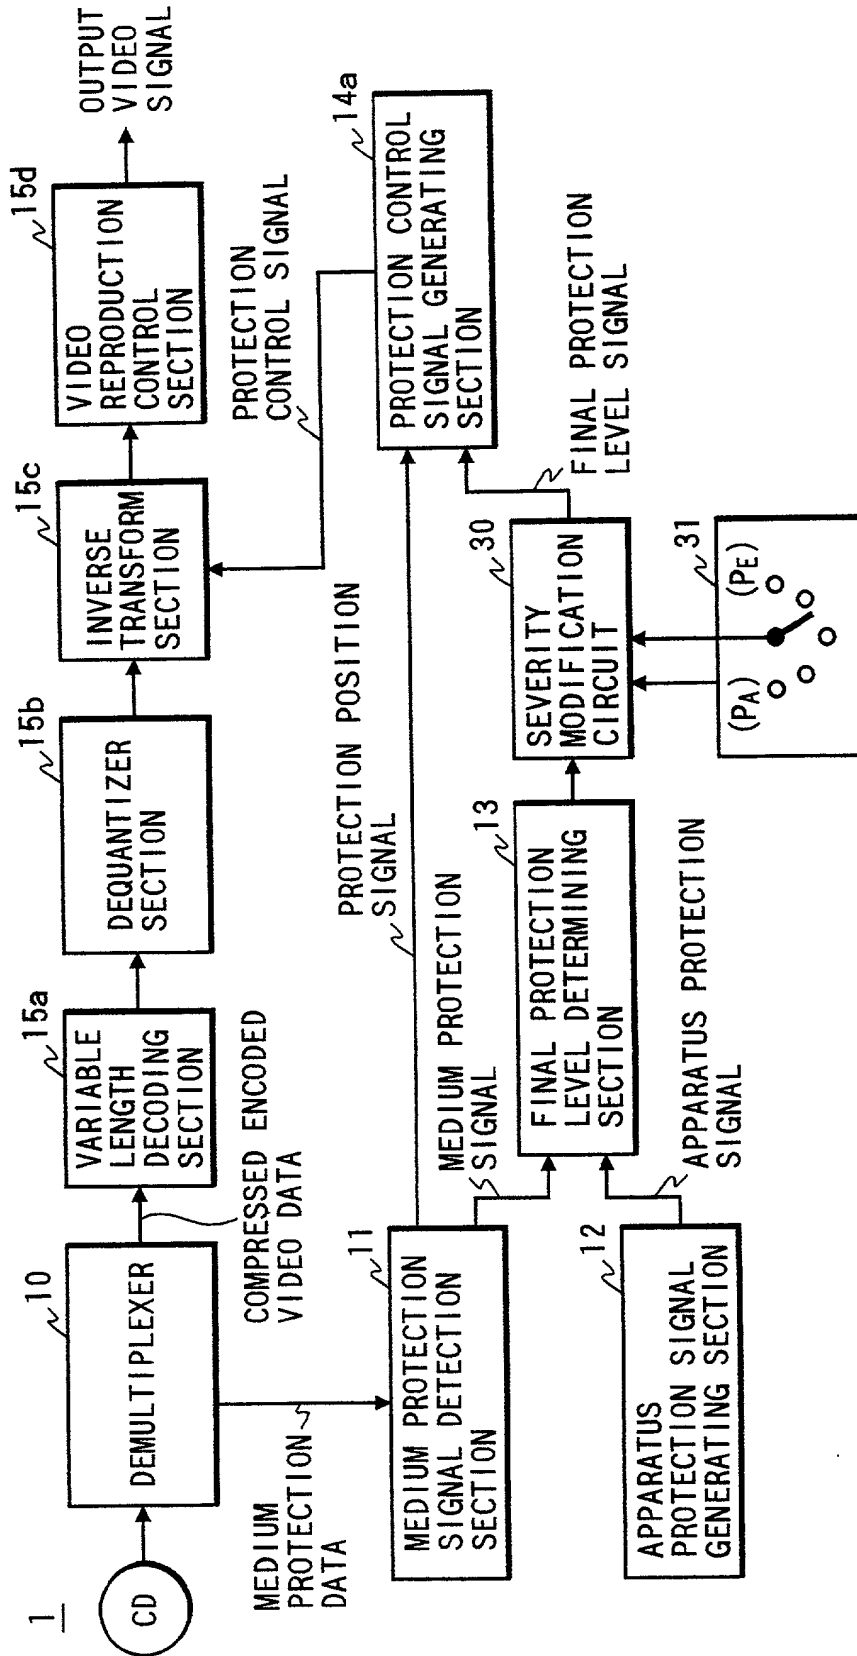 1
CD
10
DEMULTIPLEXER
COMPRESSED ENCODED
VIDEO DATA
MEDIUM
PROTECTION
DATA
15a
VARIABLE
LENGTH
DECODING
SECTION
15b
DEQUANTIZER
SECTION
15c
INVERSE
TRANSFORM
SECTION
15d
VIDEO
REPRODUCTION
CONTROL
SECTION
OUTPUT
VIDEO
SIGNAL
PROTECTION
CONTROL SIGNAL
PROTECTION POSITION
SIGNAL
11
MEDIUM PROTECTION
SIGNAL DETECTION
SECTION
MEDIUM PROTECTION
SIGNAL
12
APPARATUS
PROTECTION SIGNAL
GENERATING SECTION
APPARATUS PROTECTION
SIGNAL
13
FINAL PROTECTION
LEVEL DETERMINING
SECTION
30
SEVERITY
MODIFICATION
CIRCUIT
FINAL PROTECTION
LEVEL SIGNAL
14a
PROTECTION CONTROL
SIGNAL GENERATING
SECTION
31
(PA)
(PE)